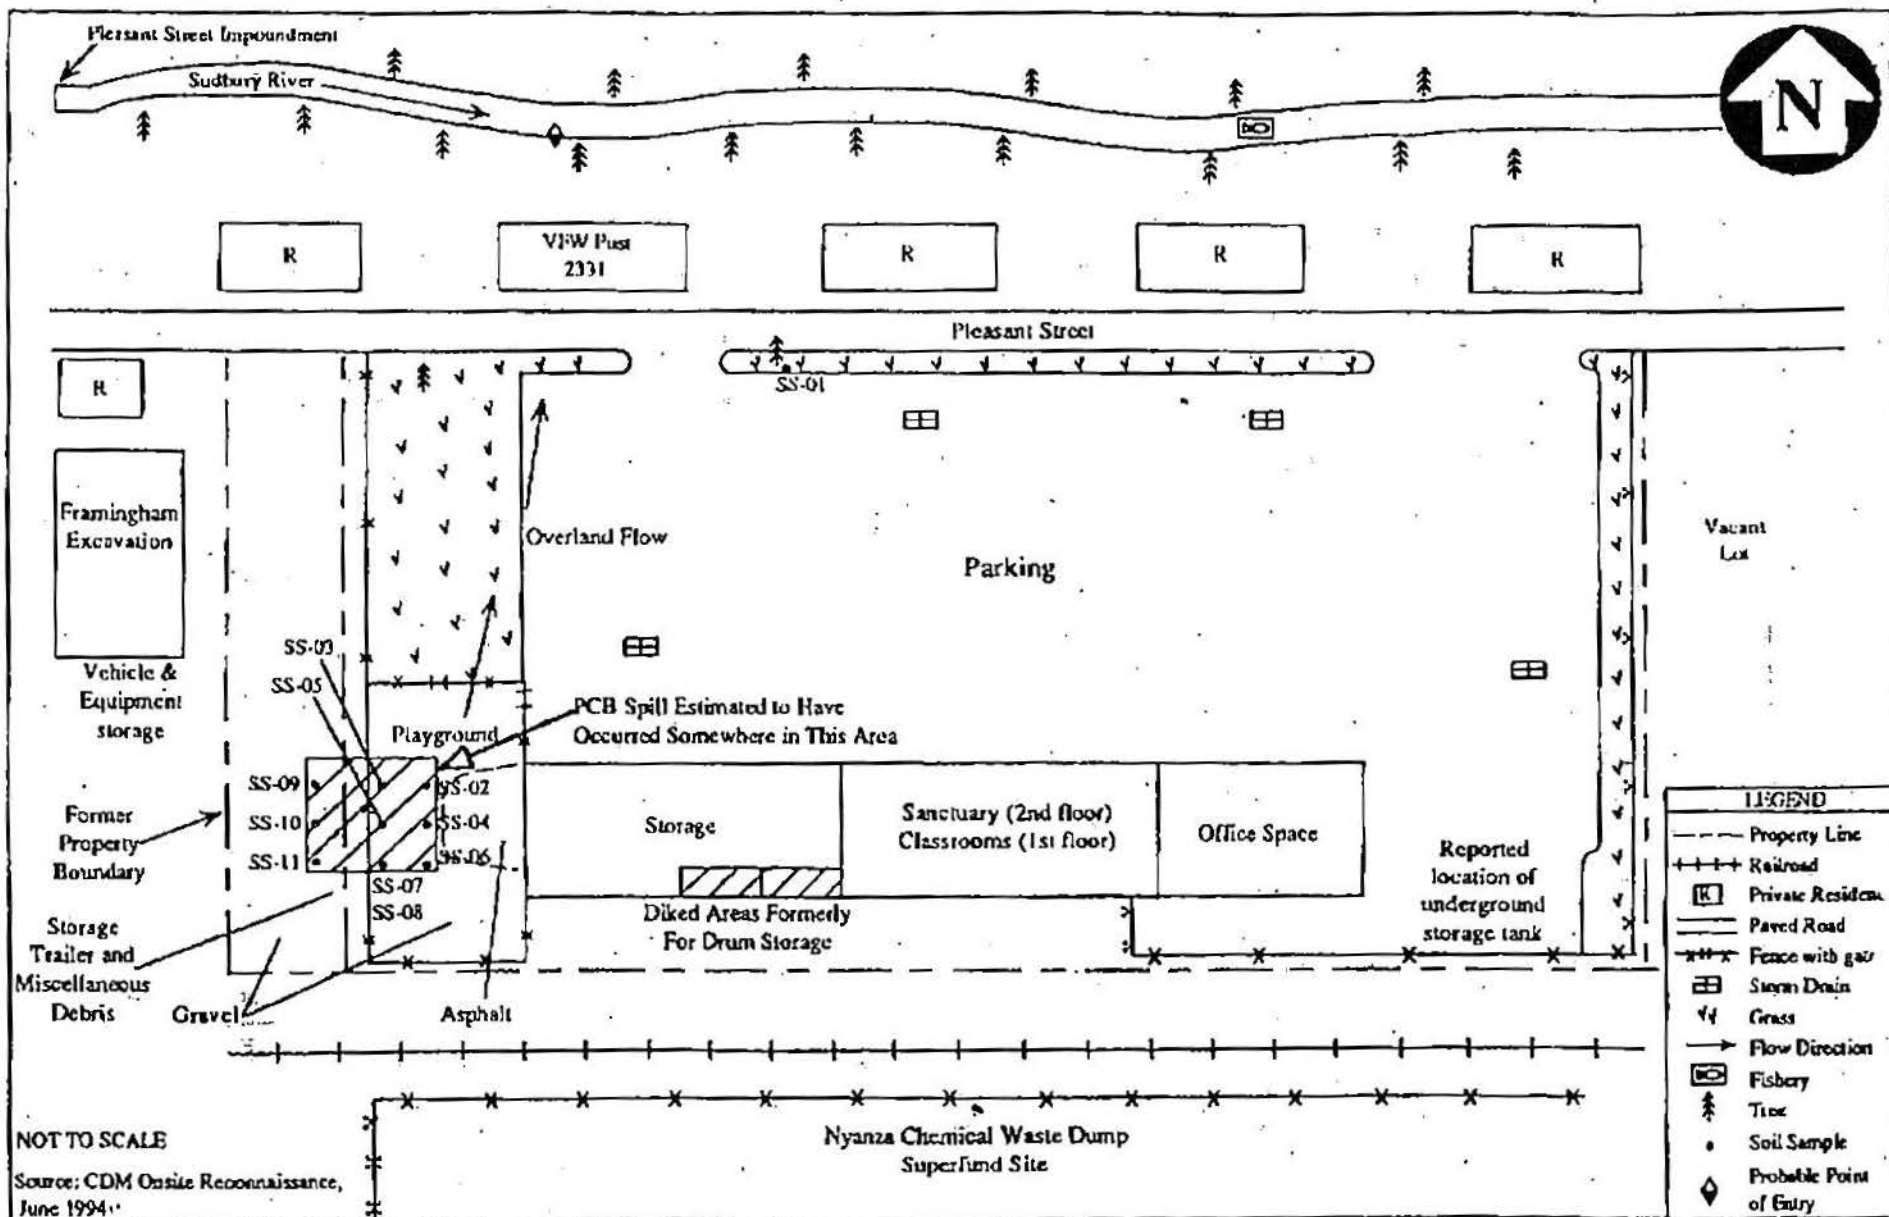 Pleasant Street Impoundment
Sudbury River
N
R
VFW Post
2331
R
R
R
Pleasant Street
R
SS-01
Framingham
Excavation
Overland Flow
Parking
Vacant
Lot
SS-03
SS-05
Vehicle &
Equipment
storage
Playground
PCB Spill Estimated to Have
Occurred Somewhere in This Area
SS-09
SS-10
SS-11
SS-02
SS-04
SS-06
SS-07
SS-08
Former
Property
Boundary
Storage
Sanctuary (2nd floor)
Classrooms (1st floor)
Office Space
Reported
location of
underground
storage tank
Diked Areas Formerly
For Drum Storage
Storage
Trailer and
Miscellaneous
Debris
Gravel
Asphalt
NOT TO SCALE
Source: CDM Onsite Reconnaissance,
June 1994
Nyanza Chemical Waste Dump
Superfund Site
LEGEND
Property Line
Railroad
R Private Residence
Paved Road
Fence with gate
Storm Drain
Grass
Flow Direction
Fishery
Tree
Soil Sample
Probable Point
of Entry